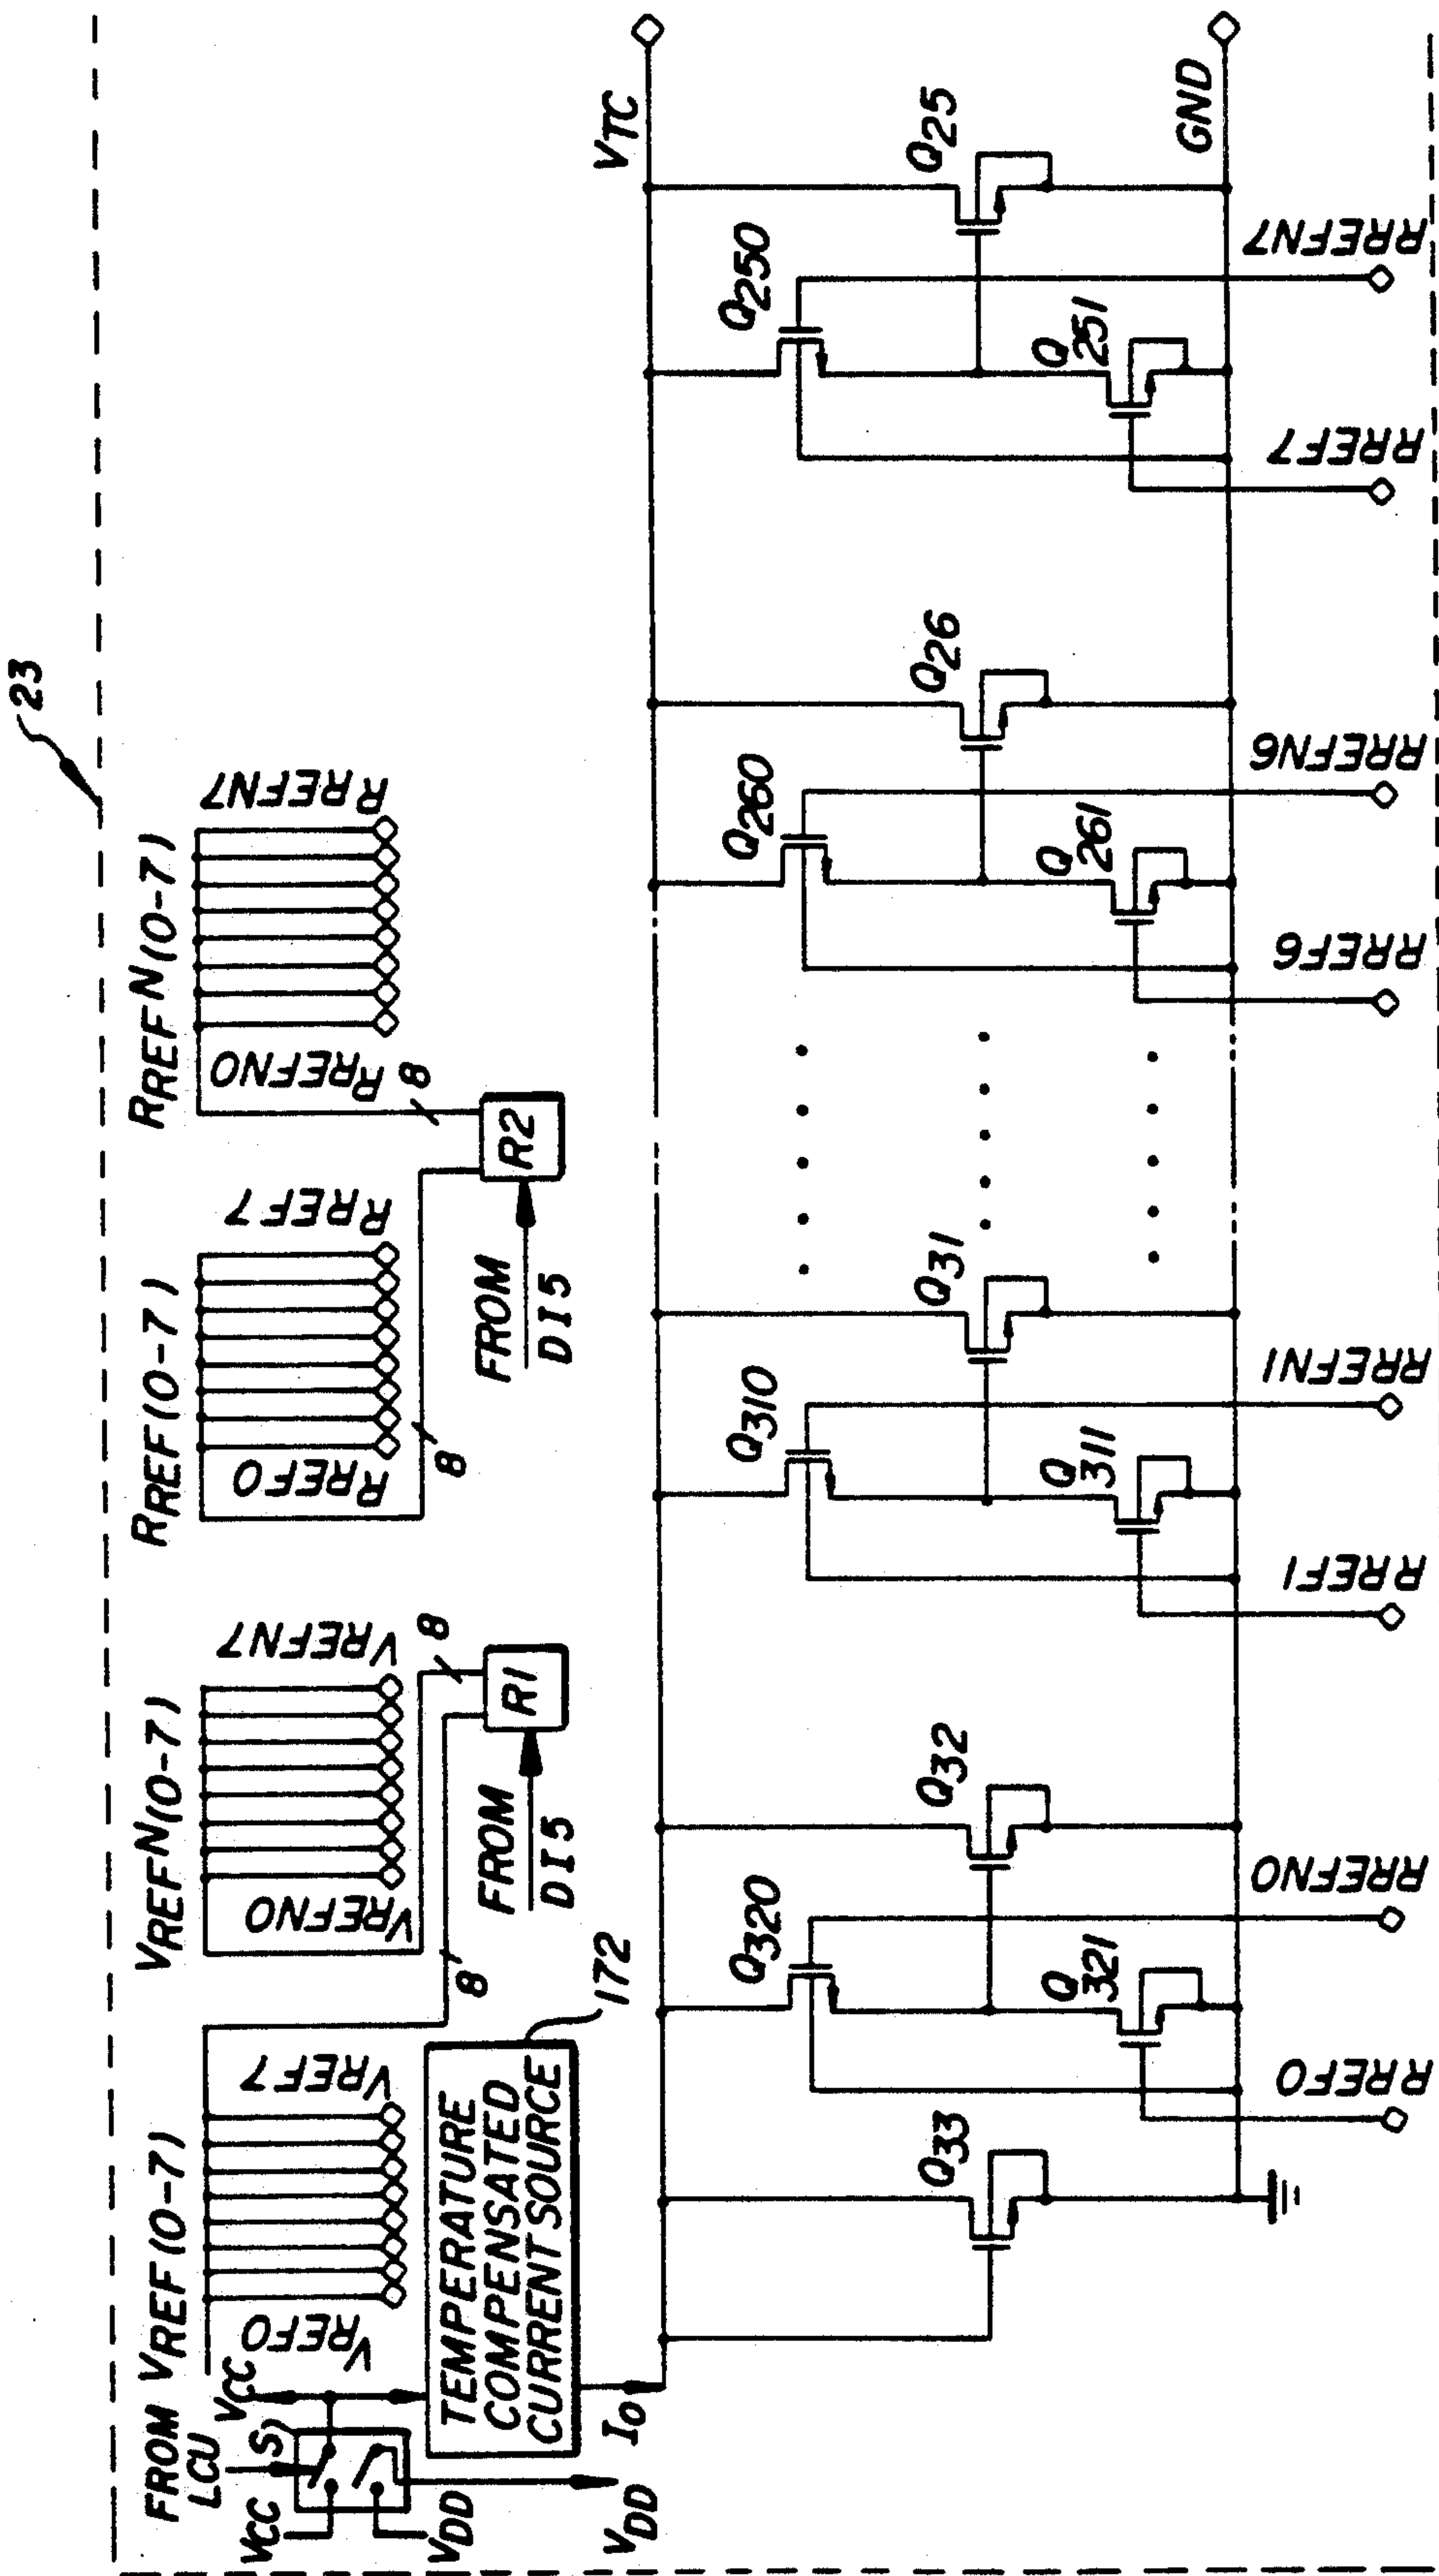 23
FROM
LCU
VCC
S
VCC
VDD
VDD
VREF (0-7)
VREF0
VREF7
VREFN(0-7)
VREFN0
VREFN7
RREF(0-7)
RREF0
RREF7
RREFN(0-7)
RREFN0
RREFN7
8
8
8
8
R1
R2
FROM
DI5
FROM
DI5
TEMPERATURE
COMPENSATED
CURRENT SOURCE
172
I0
VTC
Q33
Q320
Q32
Q321
Q310
Q31
Q311
Q260
Q26
Q261
Q250
Q25
Q251
GND
RREF0
RREFN0
RREF1
RREFN1
RREF6
RREFN6
RREF7
RREFN7